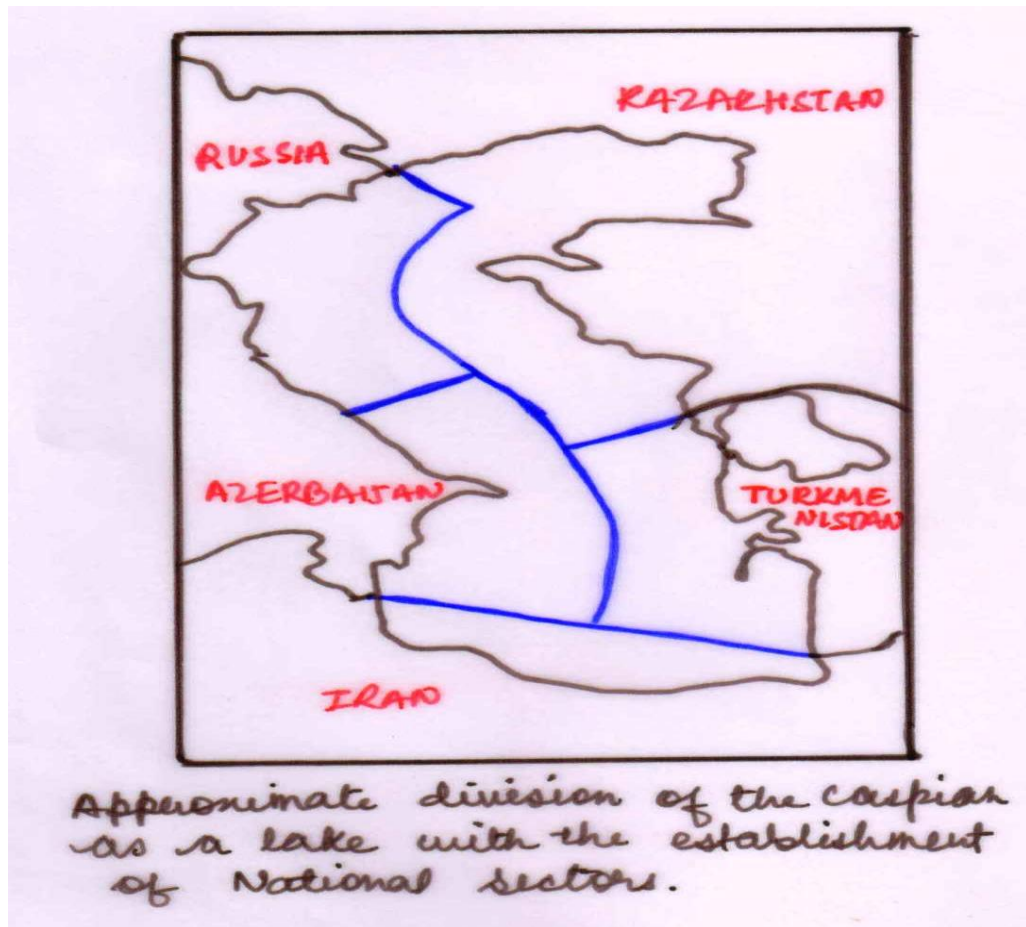 KAZAKHSTAN
RUSSIA
AZERBAIJAN
TURKME
NISTAN
IRAN
Approximate division of the Caspian
as a lake with the establishment
of National sectors.